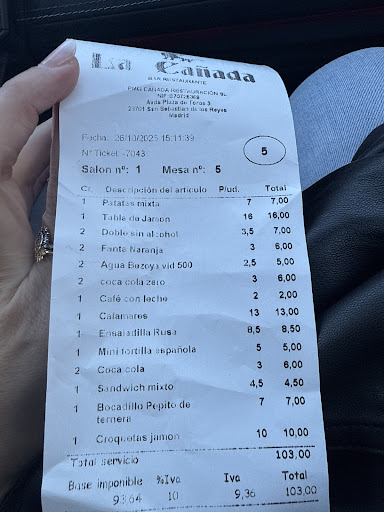 La Cañada
BAR RESTAURANTE
PMG CAÑADA RESTAURACION SL
Avda Plaza de Toros 3
28701 San Sebastian de los Reyes
Madrid
Fecha: 26/10/2025 15:11:39
Nº Ticket: -7043
5
Salon nº: 1 Mesa nº: 5
Descripción del artículo P/ud. Total
1 Patatas mixta 7 7,00
1 Tabla de Jamon 16 16,00
2 Doble sin alcohol 3,5 7,00
2 Fanta Naranja 3 6,00
2 Agua Bezoya vid 500 2,5 5,00
2 coca cola zero 3 6,00
1 Café con leche 2 2,00
1 Calamares 13 13,00
1 Ensaladilla Rusa 8,5 8,50
1 Mini tortilla española 5 5,00
2 Coca cola 3 6,00
1 Sandwich mixto 4,5 4,50
1 Bocadillo Pepito de ternera 7 7,00
1 Croquetas jamon 10 10,00
Total servicio 103,00
Base imponible %Iva Iva Total
93,64 10 9,36 103,00